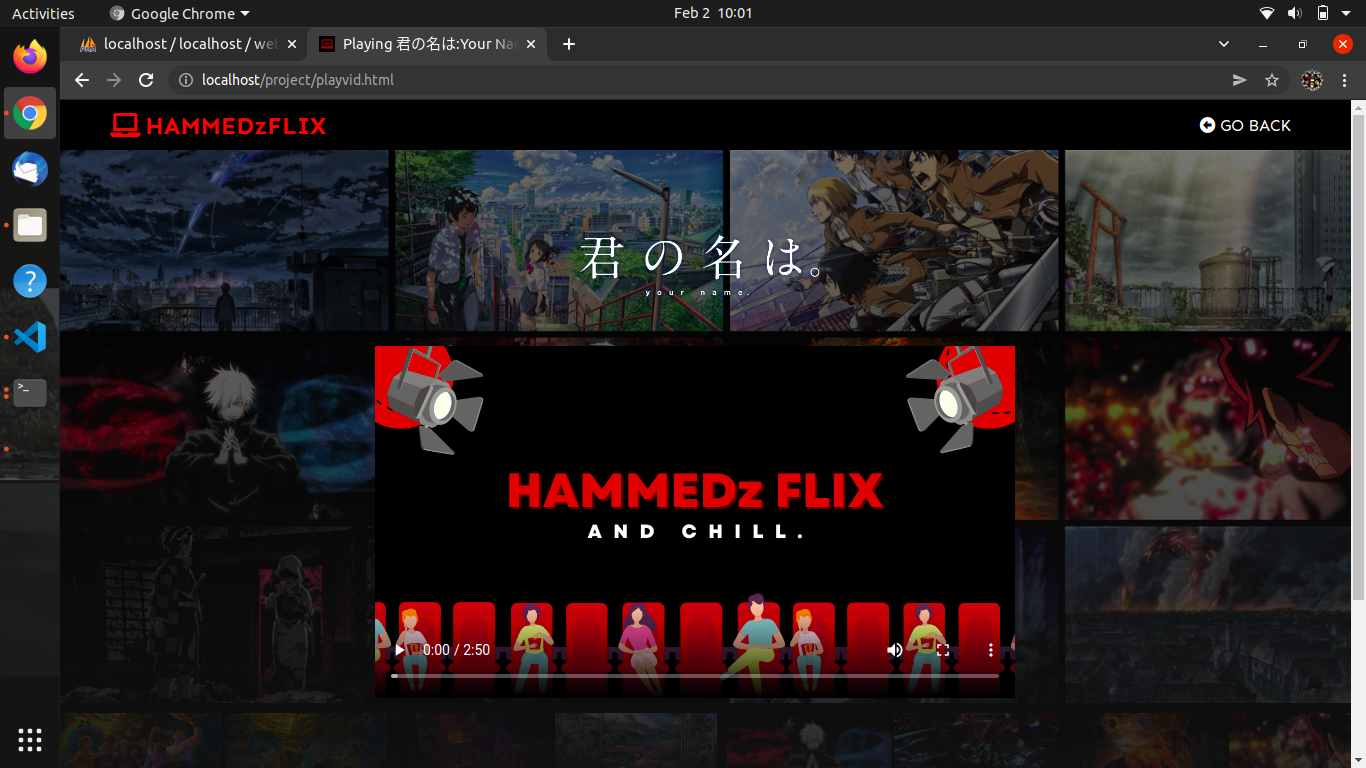 Activities
Google Chrome
Feb 2 10:01
localhost / localhost / wel
Playing 君の名は:Your Na
localhost/project/playvid.html
HAMMEDzFLIX
GO BACK
君の名は。
your name.
HAMMEDz FLIX
AND CHILL.
0:00 / 2:50